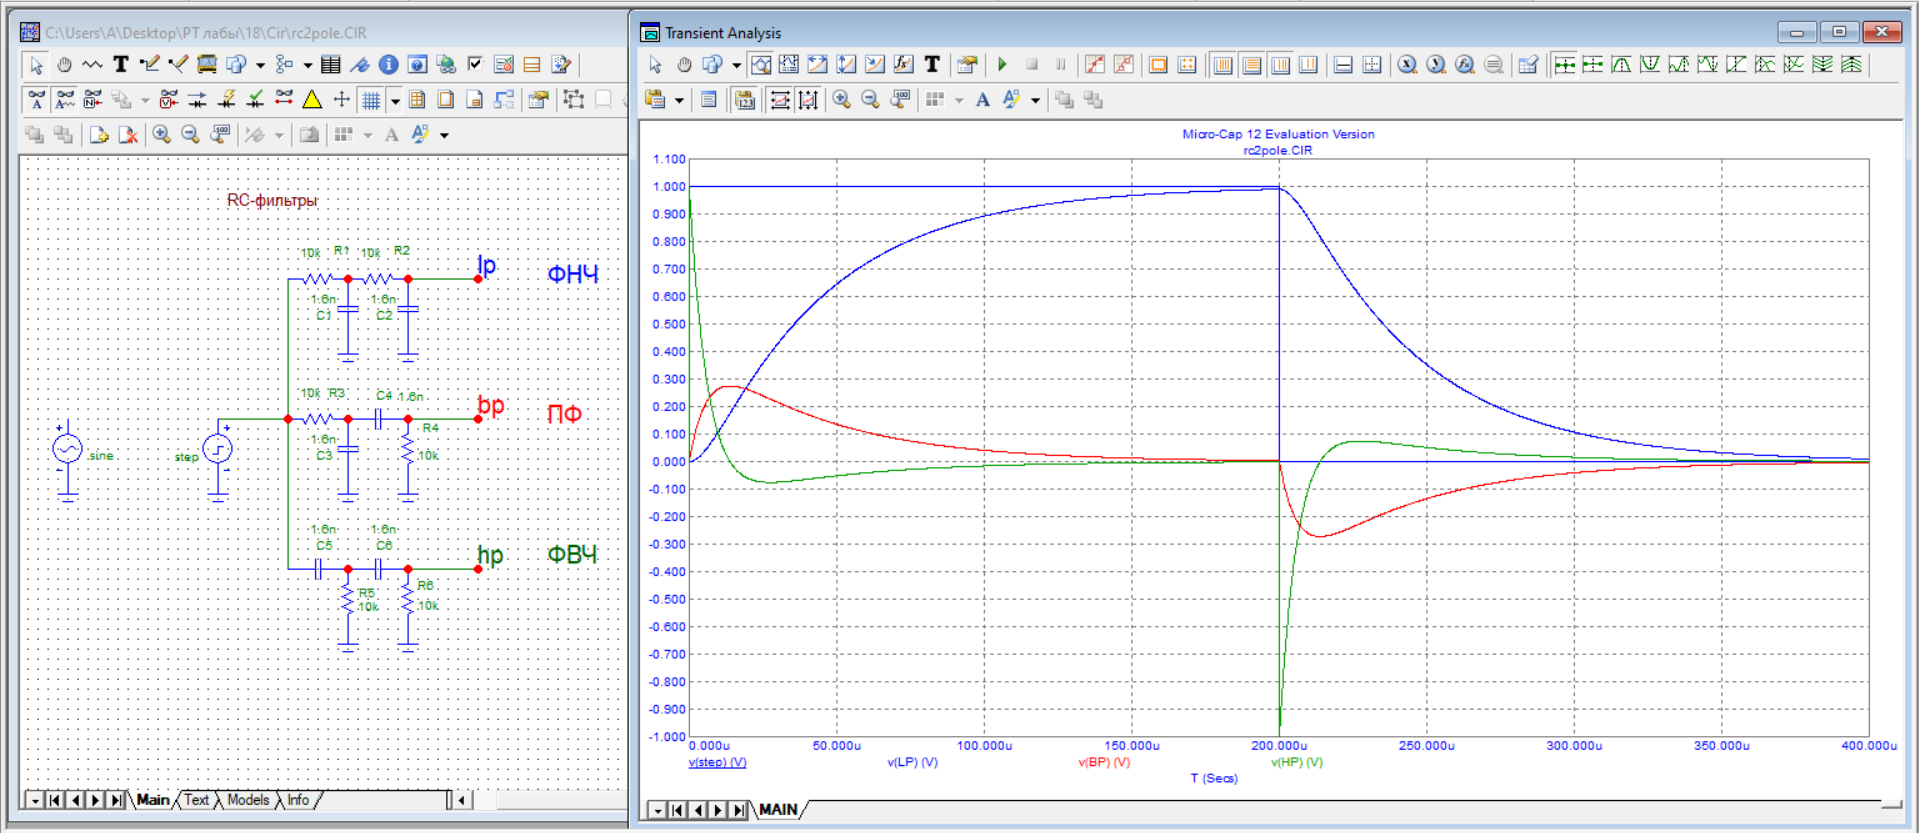 C:\Users\A\Desktop\РТ лабы\18\Cir\rc2pole.CIR
RC-фильтры
10k R1 10k R2
lp
ФНЧ
1.6n 1.6n
C1 C2
10k R3 C4 1.6n
bp
ПФ
R4
1.6n
C3
10k
sine
step
1.6n 1.6n
C5 C6
hp
ФВЧ
R5 R6
10k 10k
Main Text Models Info
Transient Analysis
Micro-Cap 12 Evaluation Version
rc2pole.CIR
1.100
1.000
0.900
0.800
0.700
0.600
0.500
0.400
0.300
0.200
0.100
0.000
-0.100
-0.200
-0.300
-0.400
-0.500
-0.600
-0.700
-0.800
-0.900
-1.000
0.000u 50.000u 100.000u 150.000u 200.000u 250.000u 300.000u 350.000u 400.000u
v(step) (V) v(LP) (V) v(BP) (V) v(HP) (V)
T (Secs)
MAIN